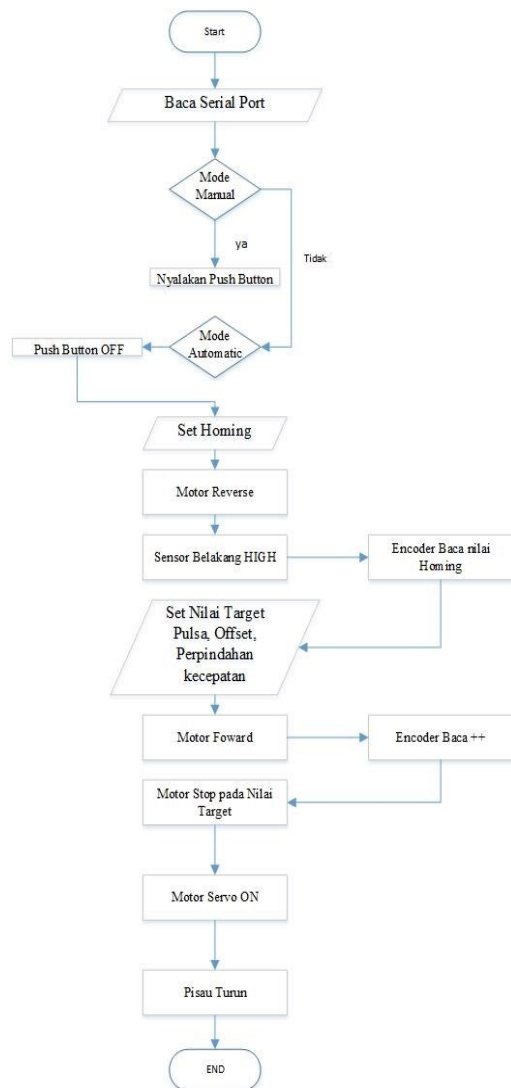 Start
Baca Serial Port
Mode
Manual
ya
Tidak
Nyalakan Push Button
Mode
Automatic
Push Button OFF
Set Homing
Motor Reverse
Sensor Belakang HIGH
Encoder Baca nilai
Homing
Set Nilai Target
Pulsa, Offset,
Perpindahan
kecepatan
Motor Foward
Encoder Baca ++
Motor Stop pada Nilai
Target
Motor Servo ON
Pisau Turun
END